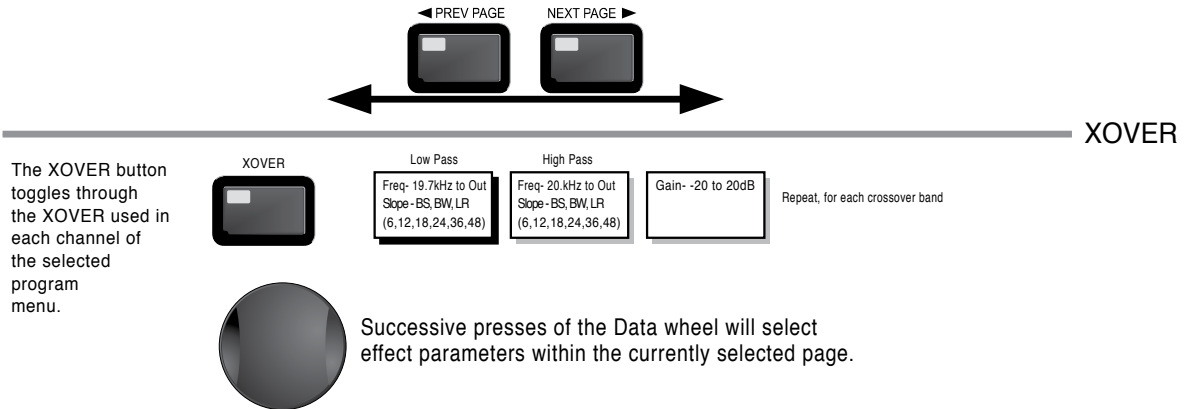 ◄ PREV PAGE NEXT PAGE ►
XOVER
The XOVER button
toggles through
the XOVER used in
each channel of
the selected
program
menu.
XOVER
Low Pass
Freq- 19.7kHz to Out
Slope - BS, BW, LR
(6,12,18,24,36,48)
High Pass
Freq- 20.kHz to Out
Slope - BS, BW, LR
(6,12,18,24,36,48)
Gain- -20 to 20dB
Repeat, for each crossover band
Successive presses of the Data wheel will select
effect parameters within the currently selected page.